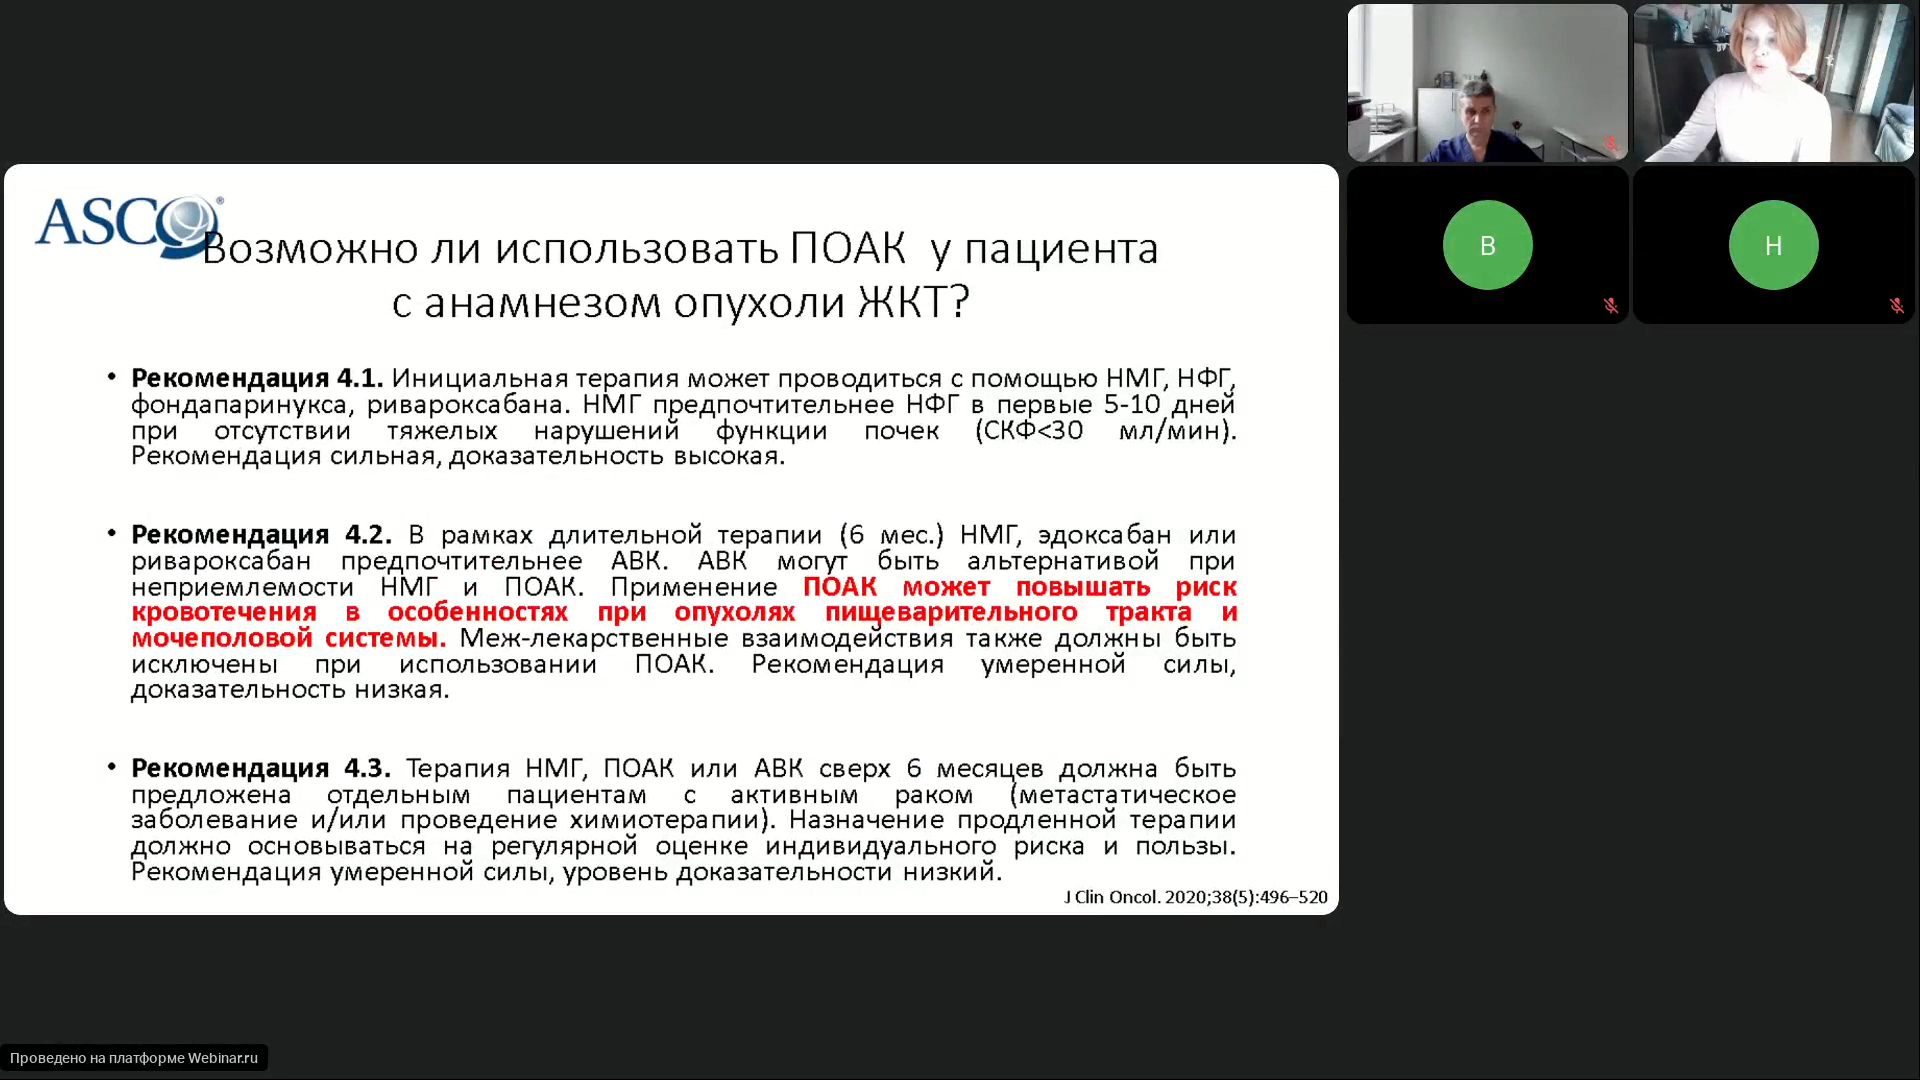 ASCO®
Возможно ли использовать ПОАК у пациента
с анамнезом опухоли ЖКТ?
• Рекомендация 4.1. Инициальная терапия может проводиться с помощью НМГ, НФГ,
фондапаринукса, ривароксабана. НМГ предпочтительнее НФГ в первые 5-10 дней
при отсутствии тяжелых нарушений функции почек (СКФ<30 мл/мин).
Рекомендация сильная, доказательность высокая.
• Рекомендация 4.2. В рамках длительной терапии (6 мес.) НМГ, эдоксабан или
ривароксабан предпочтительнее АВК. АВК могут быть альтернативой при
неприемлемости НМГ и ПОАК. Применение ПОАК может повышать риск
кровотечения в особенностях при опухолях пищеварительного тракта и
мочеполовой системы. Меж-лекарственные взаимодействия также должны быть
исключены при использовании ПОАК. Рекомендация умеренной силы,
доказательность низкая.
• Рекомендация 4.3. Терапия НМГ, ПОАК или АВК сверх 6 месяцев должна быть
предложена отдельным пациентам с активным раком (метастатическое
заболевание и/или проведение химиотерапии). Назначение продленной терапии
должно основываться на регулярной оценке индивидуального риска и пользы.
Рекомендация умеренной силы, уровень доказательности низкий.
J Clin Oncol. 2020;38(5):496–520
В
Н
Проведено на платформе Webinar.ru